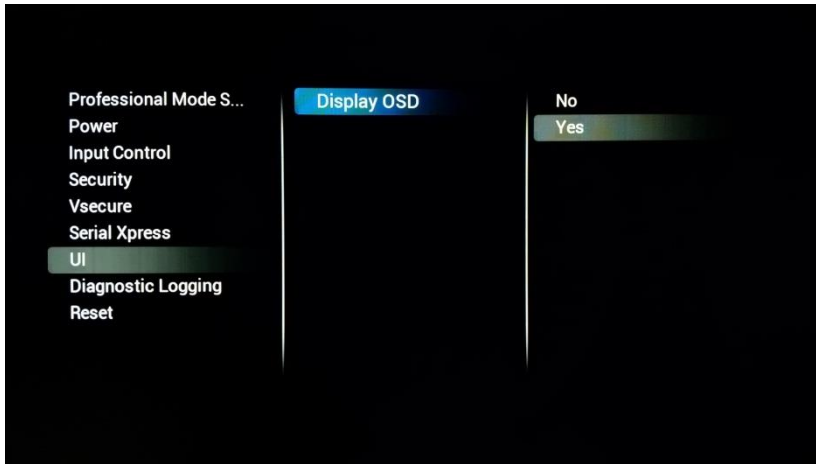 Professional Mode S...
Power
Input Control
Security
Vsecure
Serial Xpress
UI
Diagnostic Logging
Reset
Display OSD
No
Yes